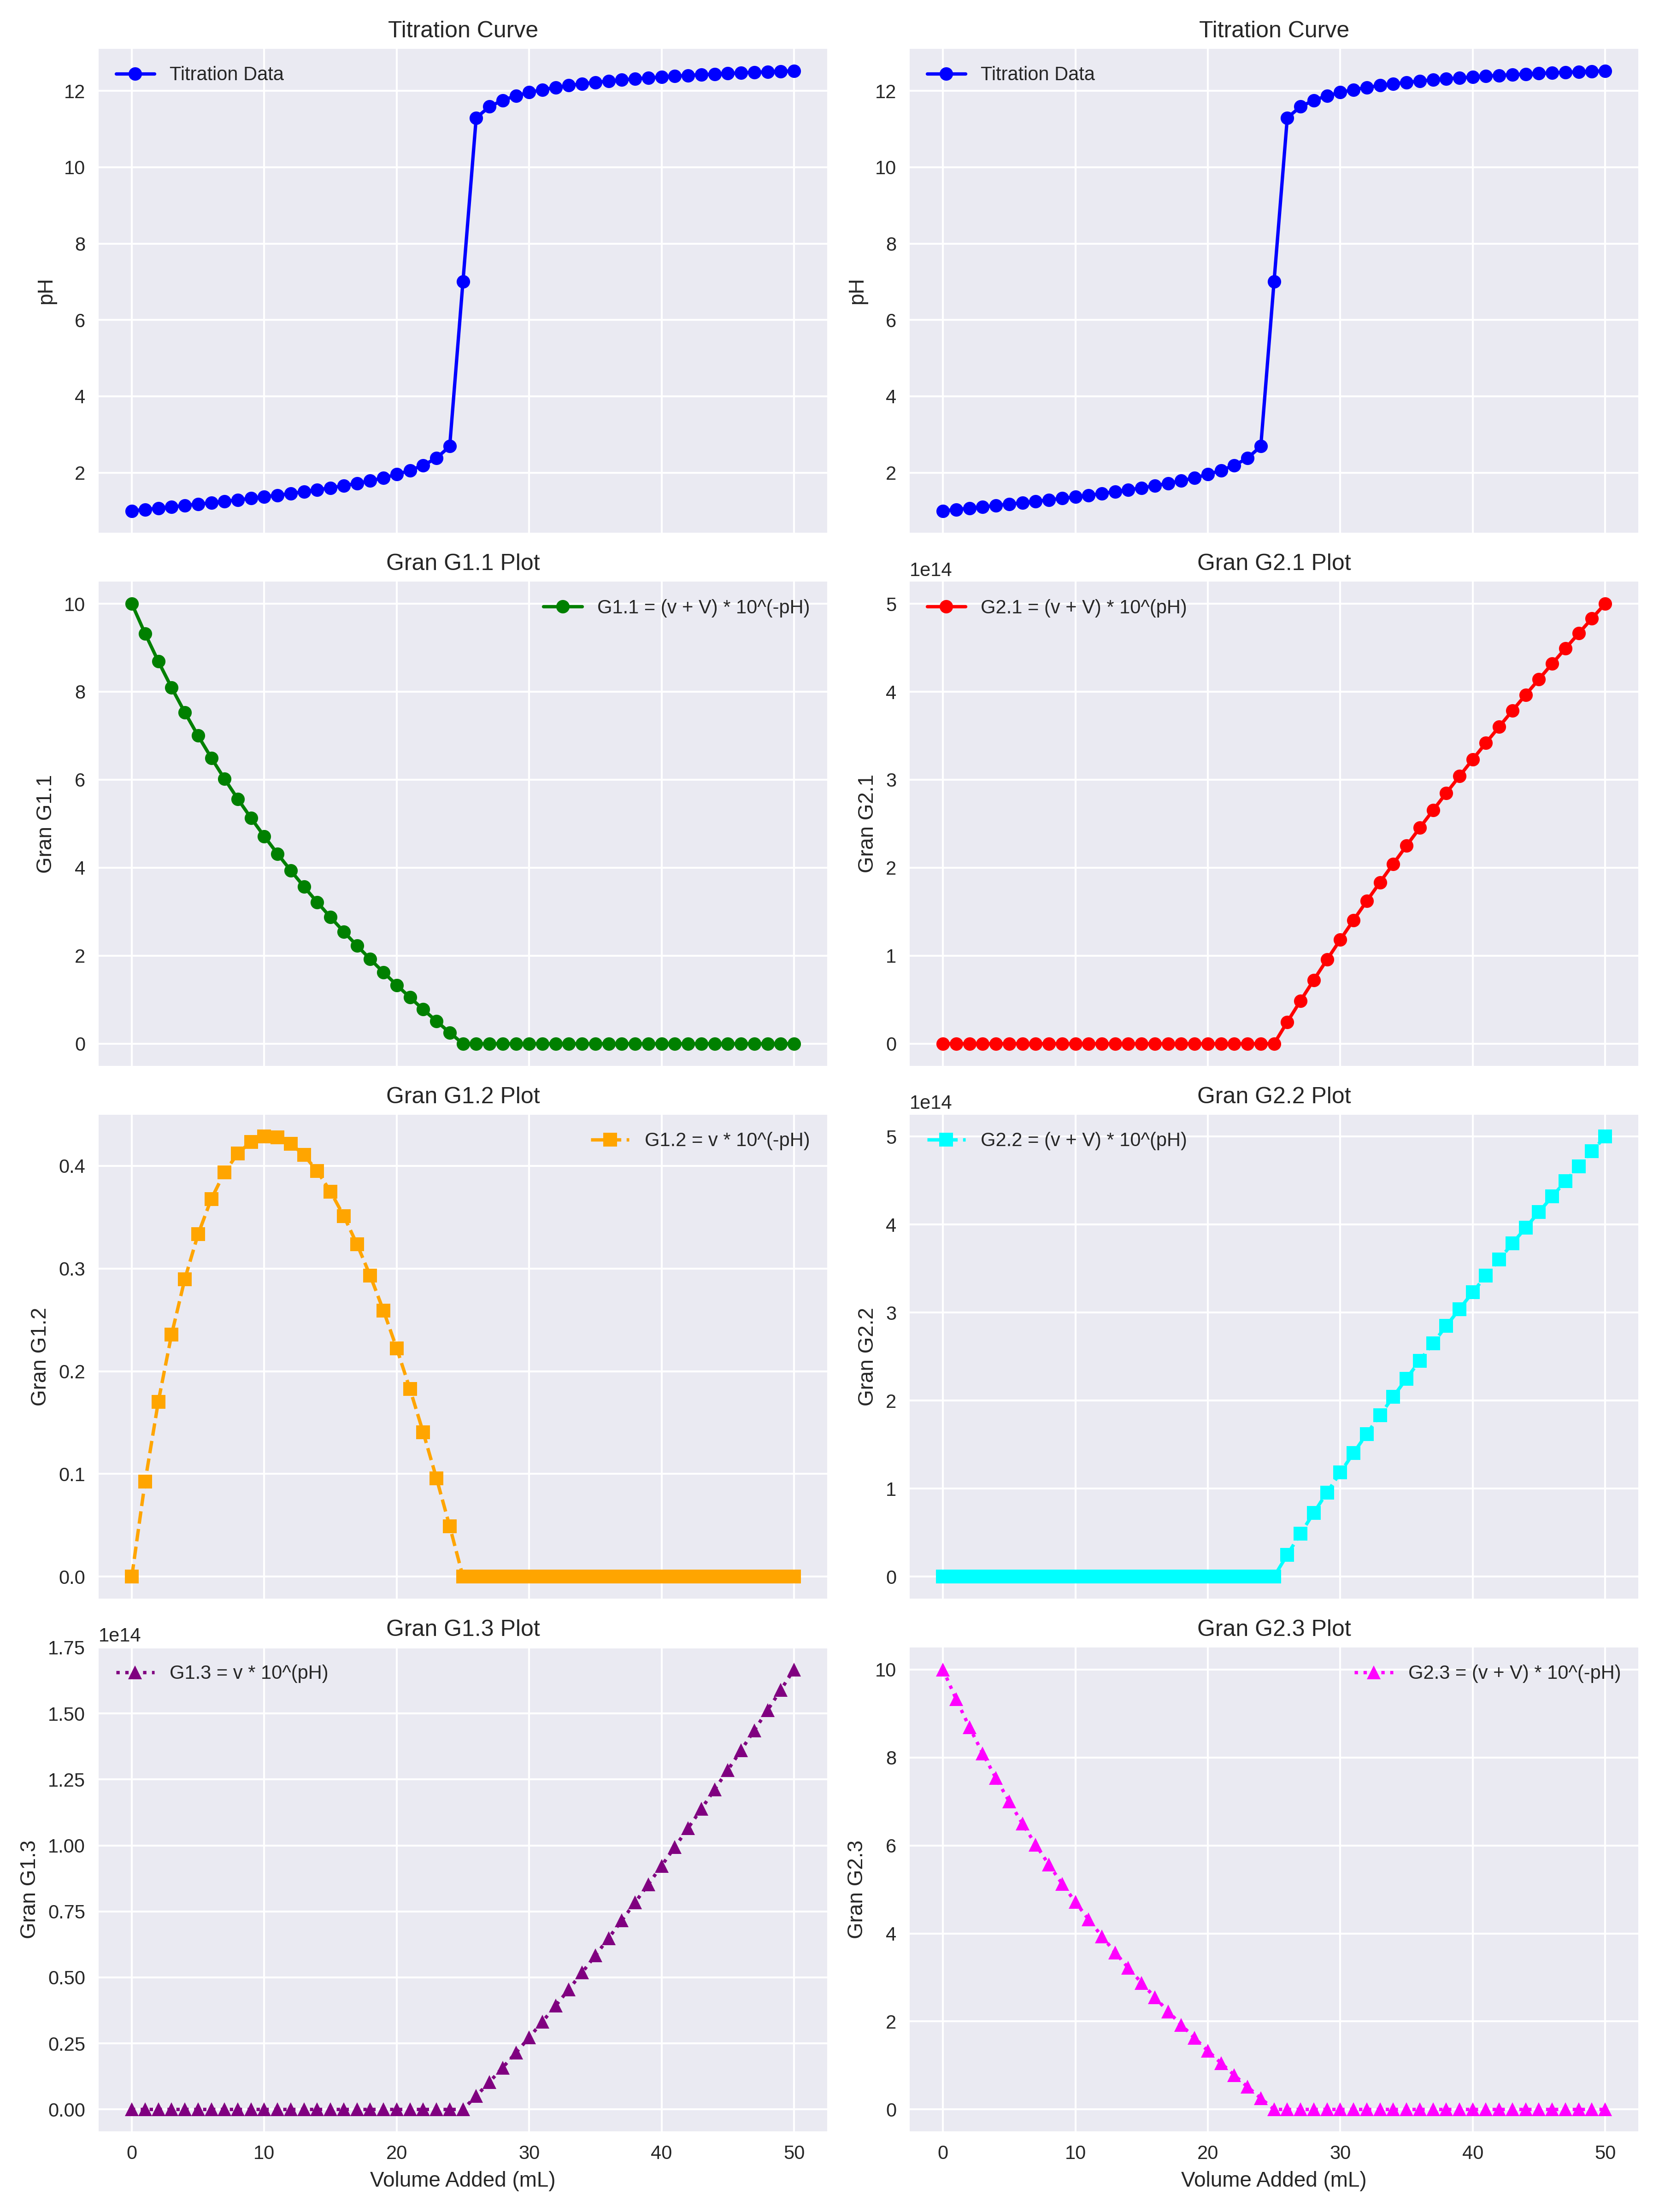 Titration Curve
Titration Data
12
10
8
6
4
2
pH
Titration Curve
Titration Data
12
10
8
6
4
2
pH
Gran G1.1 Plot
G1.1 = (v + V) * 10^(-pH)
10
8
6
4
2
0
Gran G1.1
Gran G2.1 Plot
1e14
G2.1 = (v + V) * 10^(pH)
5
4
3
2
1
0
Gran G2.1
Gran G1.2 Plot
G1.2 = v * 10^(-pH)
0.4
0.3
0.2
0.1
0.0
Gran G1.2
Gran G2.2 Plot
1e14
G2.2 = (v + V) * 10^(pH)
5
4
3
2
1
0
Gran G2.2
Gran G1.3 Plot
1e14
G1.3 = v * 10^(pH)
1.75
1.50
1.25
1.00
0.75
0.50
0.25
0.00
Gran G1.3
0 10 20 30 40 50
Volume Added (mL)
Gran G2.3 Plot
G2.3 = (v + V) * 10^(-pH)
10
8
6
4
2
0
Gran G2.3
0 10 20 30 40 50
Volume Added (mL)